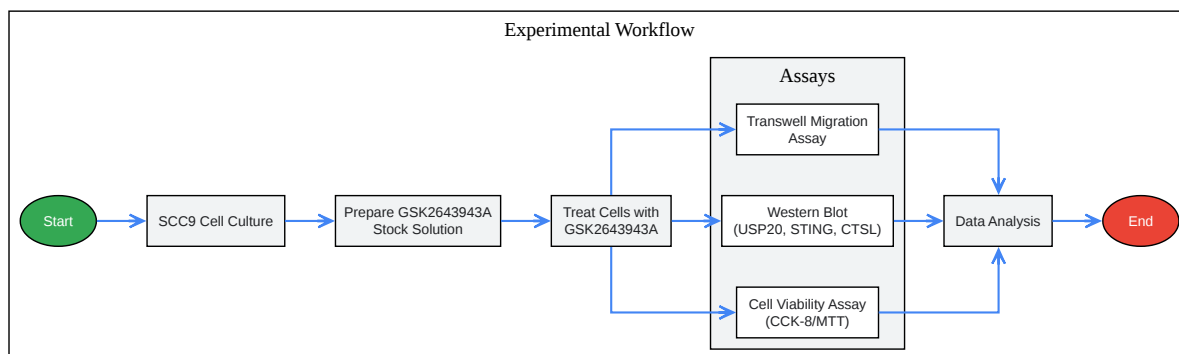 Experimental Workflow
Assays
Transwell Migration
Assay
Start
SCC9 Cell Culture
Prepare GSK2643943A
Stock Solution
Treat Cells with
GSK2643943A
Western Blot
(USP20, STING, CTSL)
Data Analysis
End
Cell Viability Assay
(CCK-8/MTT)